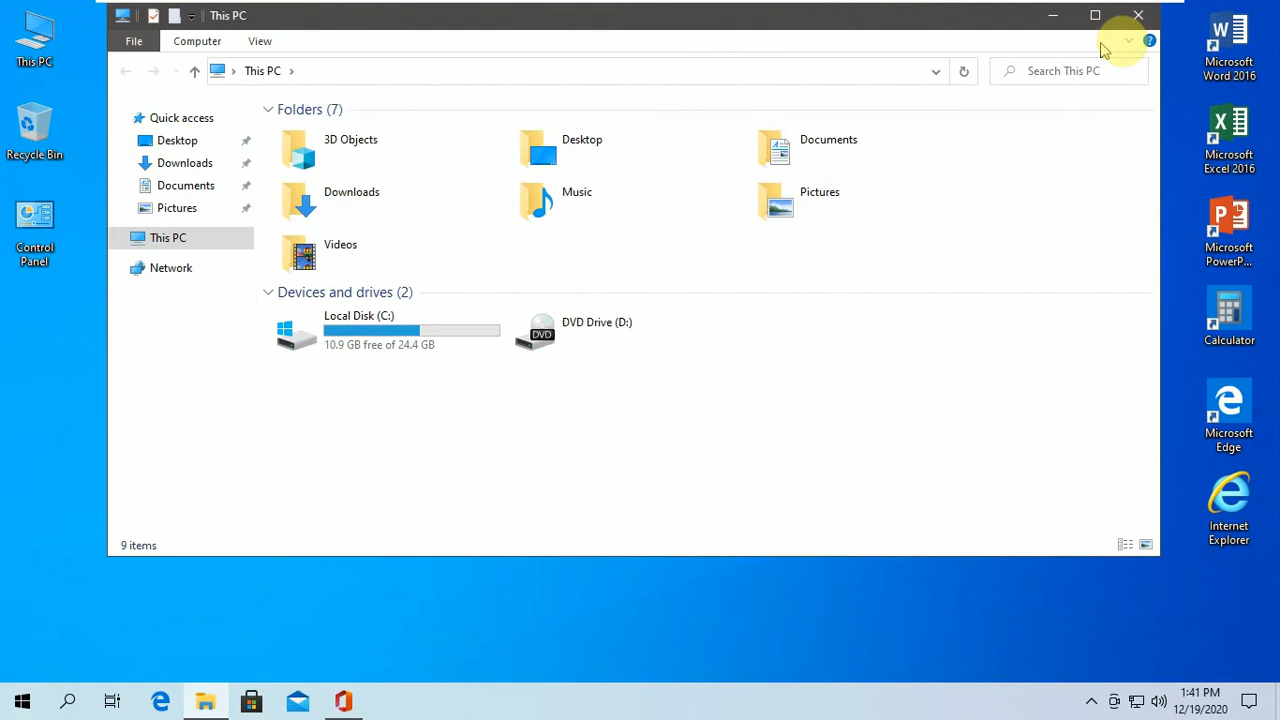 This PC
File
Computer
View
This PC
Search This PC
Quick access
Desktop
Downloads
Documents
Pictures
This PC
Network
Folders (7)
3D Objects
Desktop
Documents
Downloads
Music
Pictures
Videos
Devices and drives (2)
Local Disk (C:)
10.9 GB free of 24.4 GB
DVD
DVD Drive (D:)
9 items
This PC
Recycle Bin
Control
Panel
Microsoft
Word 2016
Microsoft
Excel 2016
Microsoft
PowerP...
Calculator
Microsoft
Edge
Internet
Explorer
1:41 PM
12/19/2020